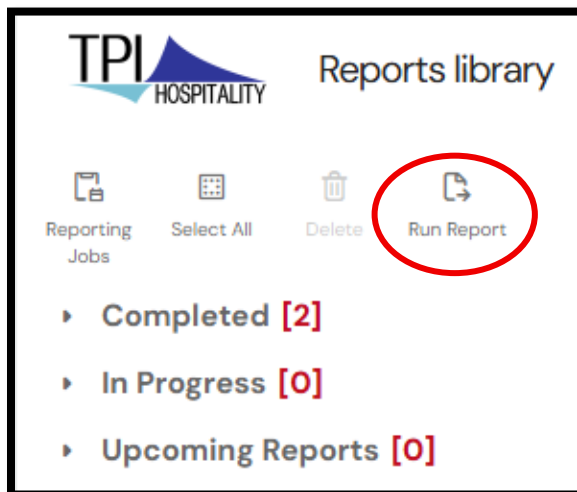 TPI
HOSPITALITY
Reports library
Reporting Jobs
Select All
Delete
Run Report
Completed [2]
In Progress [0]
Upcoming Reports [0]